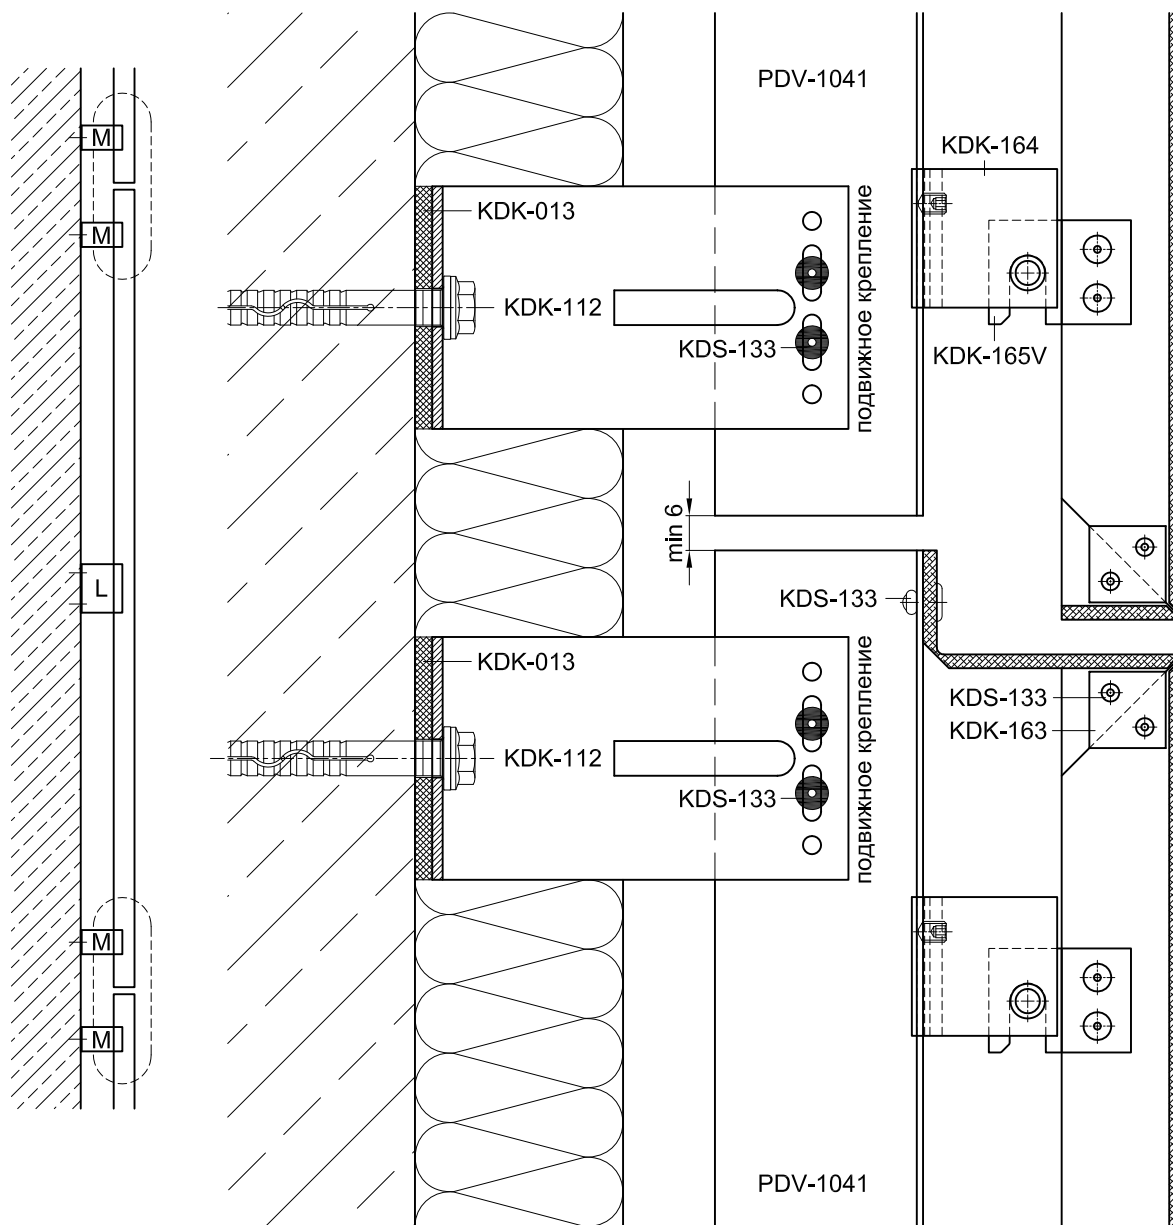 PDV-1041
KDK-164
M
KDK-013
подвижное крепление
M
KDK-112
KDS-133
KDK-165V
min 6
L
KDS-133
KDK-013
подвижное крепление
KDS-133
KDK-163
KDK-112
KDS-133
M
M
PDV-1041